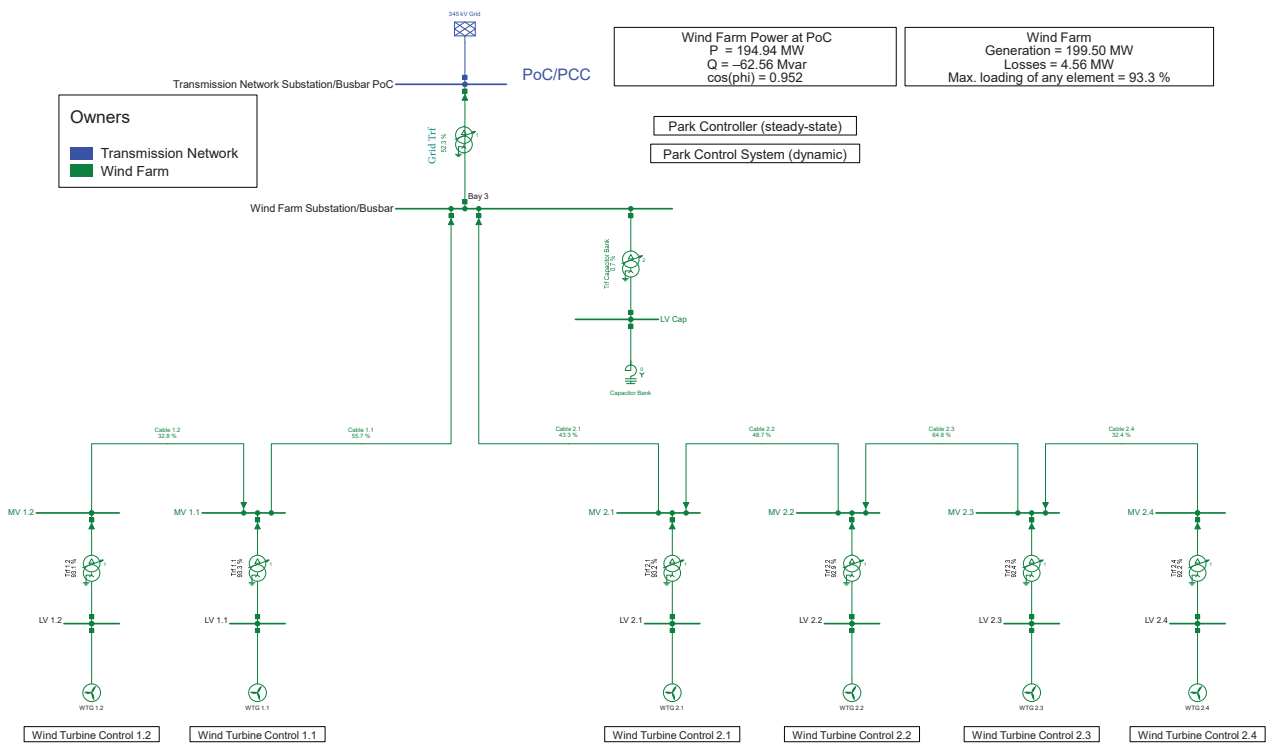 345 kV Grid
Wind Farm Power at PoC
P = 194.94 MW
Q = –62.56 Mvar
cos(phi) = 0.952
Wind Farm
Generation = 199.50 MW
Losses = 4.56 MW
Max. loading of any element = 93.3 %
PoC/PCC
Transmission Network Substation/Busbar PoC
Owners
Transmission Network
Wind Farm
Grid Trf
52.3 %
1
Park Controller (steady-state)
Park Control System (dynamic)
Bay 3
Wind Farm Substation/Busbar
Trf Capacitor Bank
0.7 %
2
LV Cap
0
Capacitor Bank
Cable 1.2
32.8 %
Cable 1.1
55.7 %
Cable 2.1
43.3 %
Cable 2.2
48.7 %
Cable 2.3
64.8 %
Cable 2.4
32.4 %
MV 1.2
MV 1.1
MV 2.1
MV 2.2
MV 2.3
MV 2.4
Trf 1.2
93.1 %
1
Trf 1.1
93.3 %
1
Trf 2.1
93.2 %
1
Trf 2.2
92.9 %
1
Trf 2.3
92.4 %
1
Trf 2.4
92.2 %
1
LV 1.2
LV 1.1
LV 2.1
LV 2.2
LV 2.3
LV 2.4
WTG 1.2
WTG 1.1
WTG 2.1
WTG 2.2
WTG 2.3
WTG 2.4
Wind Turbine Control 1.2
Wind Turbine Control 1.1
Wind Turbine Control 2.1
Wind Turbine Control 2.2
Wind Turbine Control 2.3
Wind Turbine Control 2.4